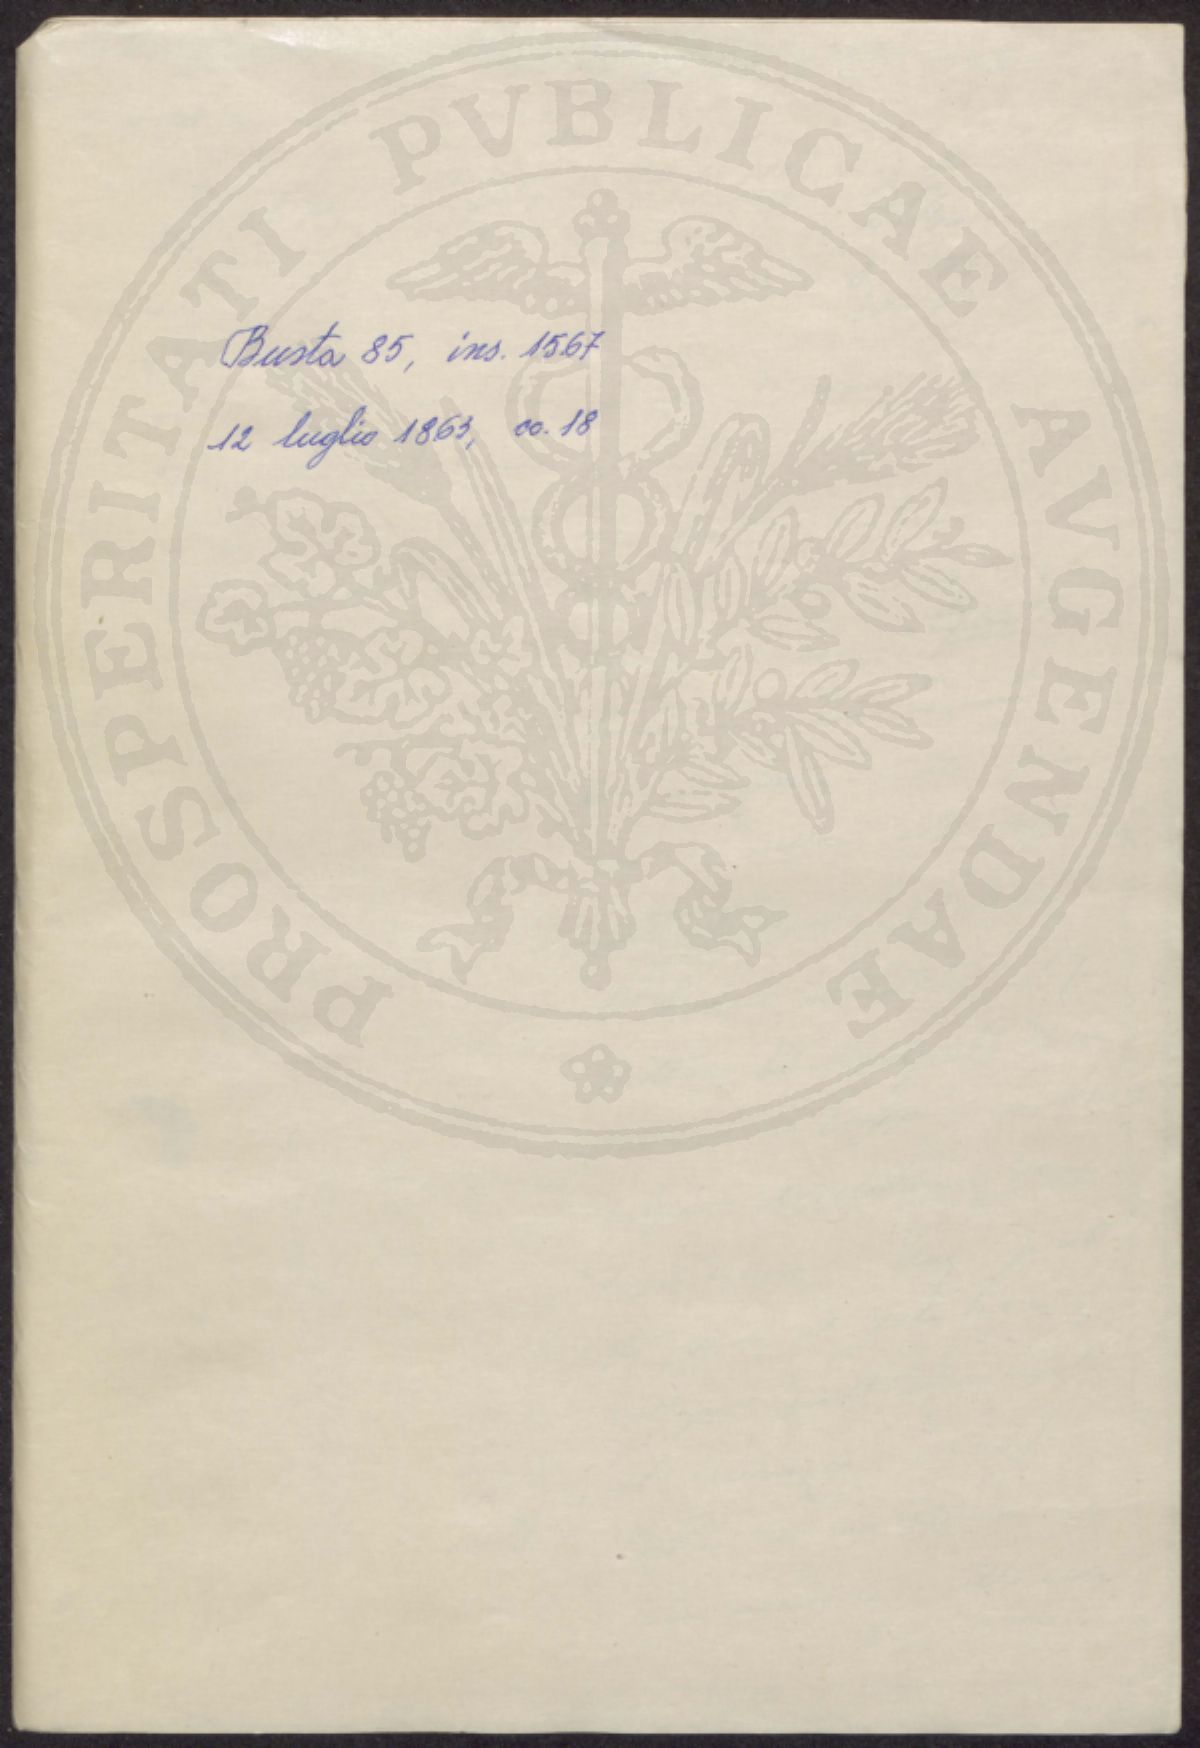 PROSPERITATI PVBLICAE AVGENDAE
Busta 85, ins. 1567
12 luglio 1863, cc. 18